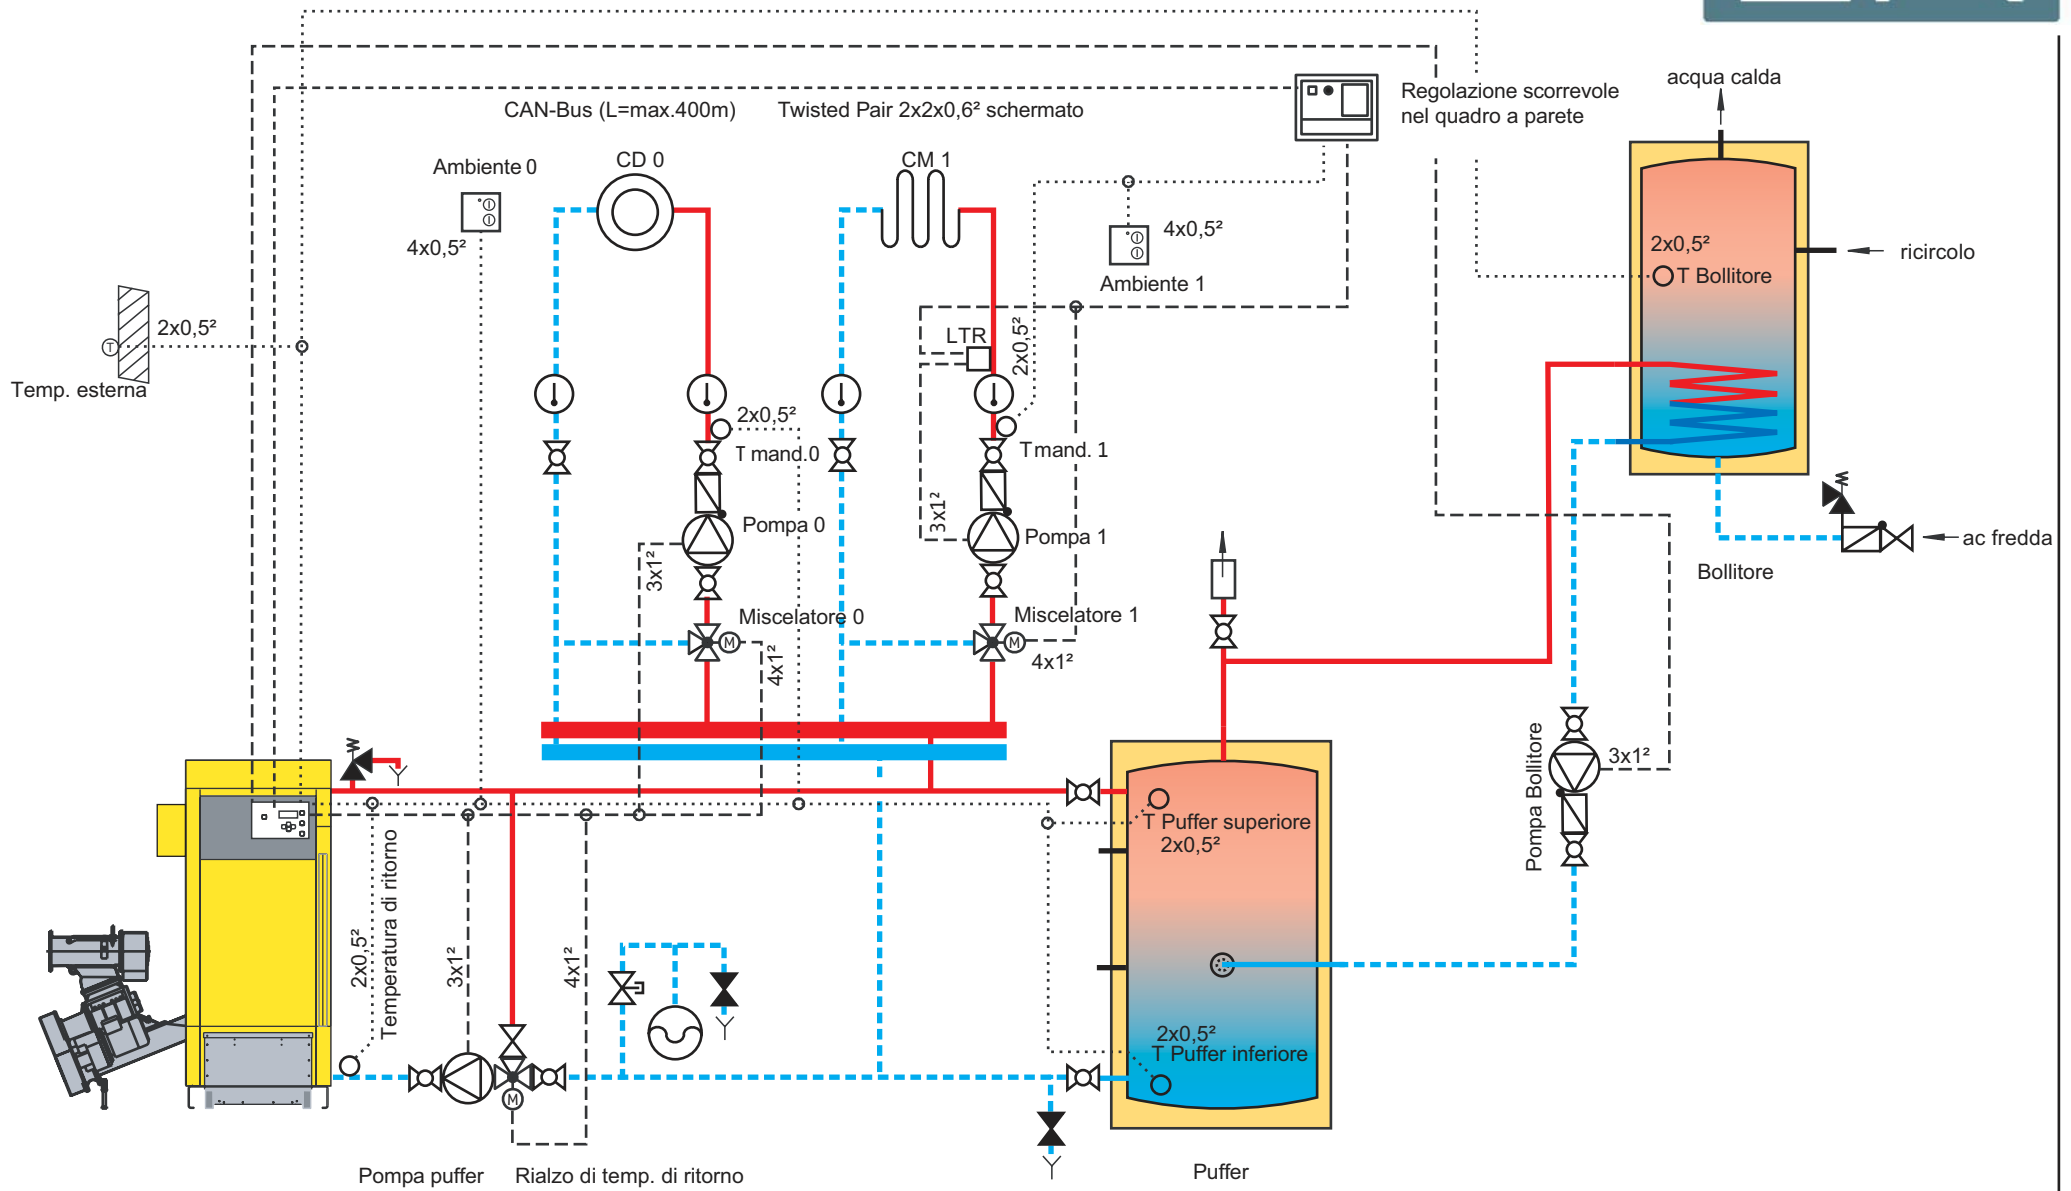 acqua calda
Regolazione scorrevole
nel quadro a parete
CAN-Bus (L=max.400m)
Twisted Pair 2x2x0,6² schermato
Ambiente 0
CD 0
CM 1
4x0,5²
4x0,5²
2x0,5²
T Bollitore
ricircolo
Ambiente 1
2x0,5²
Temp. esterna
LTR
2x0,5²
2x0,5²
T mand.0
T mand. 1
3x1²
Pompa 0
3x1²
Pompa 1
ac fredda
Bollitore
Miscelatore 0
M
4x1²
Miscelatore 1
M
4x1²
Pompa Bollitore
3x1²
T Puffer superiore
2x0,5²
2x0,5²
Temperatura di ritorno
3x1²
4x1²
2x0,5²
T Puffer inferiore
M
T
Pompa puffer
Rialzo di temp. di ritorno
Puffer